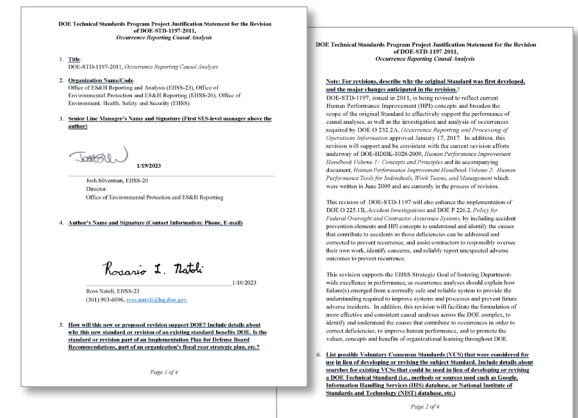 DOE Technical Standards Program Project Justification Statement for the Revision
of DOE-STD-1197-2011,
Occurrence Reporting Causal Analysis
1. Title:
DOE-STD-1197-2011, Occurrence Reporting Causal Analysis
2. Organization Name/Code.
Office of ES&H Reporting and Analysis (EHSS-23), Office of
Environmental Protection and ES&H Reporting (EHSS-20), Office of
Environment, Health, Safety and Security (EHSS).
3. Senior Line Manager's Name and Signature (First SES-level manager above the
author)
1/19/2023
Josh Silverman, EHSS-20
Director
Office of Environmental Protection and ES&H Reporting
4. Author's Name and Signature (Contact Information: Phone, E-mail)
Rosario L. Natoli
1/10/2023
Ross Natoli, EHSS-23
(301) 903-6096, ross.natoli@hq.doe.gov
5. How will this new or proposed revision support DOE? Include details about
why this new standard or revision of an existing standard benefits DOE. Is the
standard or revision part of an Implementation Plan for Defense Board
Recommendations, part of an organization's fiscal year strategic plan, etc.?
Page 1 of 4
DOE Technical Standards Program Project Justification Statement for the Revision
of DOE-STD-1197-2011,
Occurrence Reporting Causal Analysis
Note: For revisions, describe why the original Standard was first developed,
and the major changes anticipated in the revision.?
DOE-STD-1197, issued in 2011, is being revised to reflect current
Human Performance Improvement (HPI) concepts and broaden the
scope of the original Standard to effectively support the performance of
causal analyses, as well as the investigation and analysis of occurrences
required by DOE O 232.2A, Occurrence Reporting and Processing of
Operations Information approved January 17, 2017. In addition, this
revision will support and be consistent with the current revision efforts
underway of DOE-HDBK-1028-2009, Human Performance Improvement
Handbook Volume 1: Concepts and Principles and its accompanying
document, Human Performance Improvement Handbook Volume 2: Human
Performance Tools for Individuals, Work Teams, and Management which
were written in June 2009 and are currently in the process of revision.
This revision of DOE-STD-1197 will also enhance the implementation of
DOE O 225.1B, Accident Investigations and DOE P 226.2, Policy for
Federal Oversight and Contractor Assurance Systems, by including accident
prevention elements and HPI concepts to understand and identify the causes
that contribute to accidents so those deficiencies can be addressed and
corrected to prevent recurrence, and assist contractors to responsibly oversee
their own work, identify concerns, and reliably report unexpected adverse
outcomes to prevent recurrence.
This revision supports the EHSS Strategic Goal of fostering Department-
wide excellence in performance, as occurrence analyses should explain how
failure(s) emerged from a normally safe and reliable system to provide the
understanding required to improve systems and processes and prevent future
adverse incidents. In addition, this revision will facilitate the formulation of
more effective and consistent causal analyses across the DOE complex, to
identify and understand the causes that contribute to occurrences in order to
correct deficiencies, to improve human performance, and to promote the
values, concepts and benefits of organizational learning throughout DOE.
6. List possible Voluntary Consensus Standards (VCS) that were considered for
use in lieu of developing or revising the subject Standard. Include details about
searches for existing VCS that could be used in lieu of developing or revising
a DOE Technical Standard (i.e., methods or sources used such as Google,
Information Handling Services (IHS) database, or National Institute of
Standards and Technology (NIST) database, etc.)
Page 2 of 4